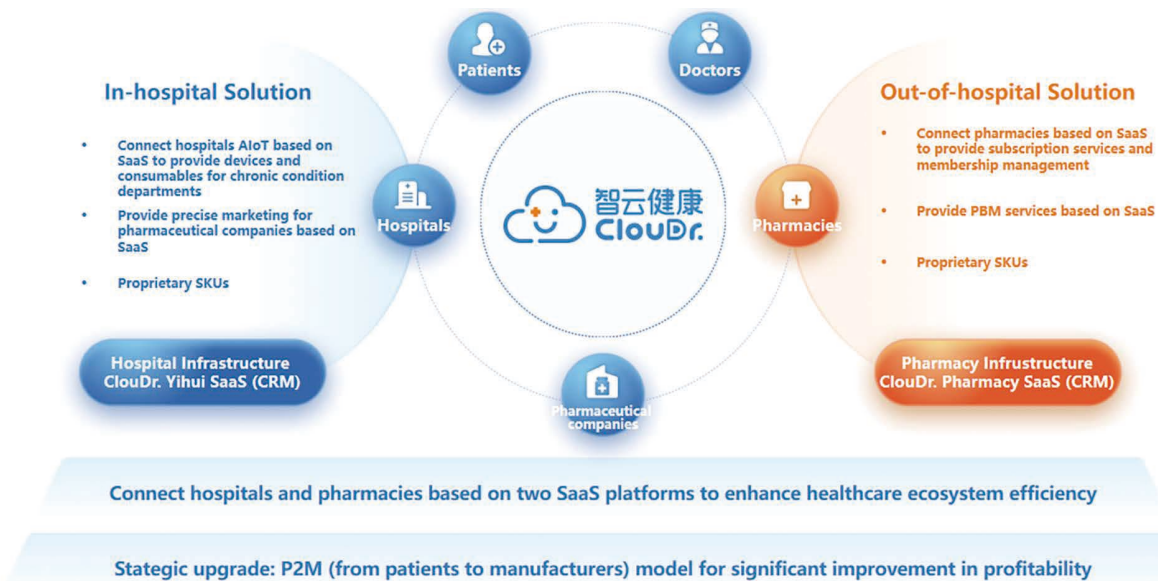 Patients
Doctors
In-hospital Solution
• Connect hospitals AIoT based on
SaaS to provide devices and
consumables for chronic condition
departments
• Provide precise marketing for
pharmaceutical companies based on
SaaS
• Proprietary SKUs
Hospital Infrastructure
ClouDr. Yihui SaaS (CRM)
Hospitals
智云健康
ClouDr.
Pharmacies
Pharmaceutical
companies
Out-of-hospital Solution
• Connect pharmacies based on SaaS
to provide subscription services and
membership management
• Provide PBM services based on SaaS
• Proprietary SKUs
Pharmacy Infrustructure
ClouDr. Pharmacy SaaS (CRM)
Connect hospitals and pharmacies based on two SaaS platforms to enhance healthcare ecosystem efficiency
Stategic upgrade: P2M (from patients to manufacturers) model for significant improvement in profitability